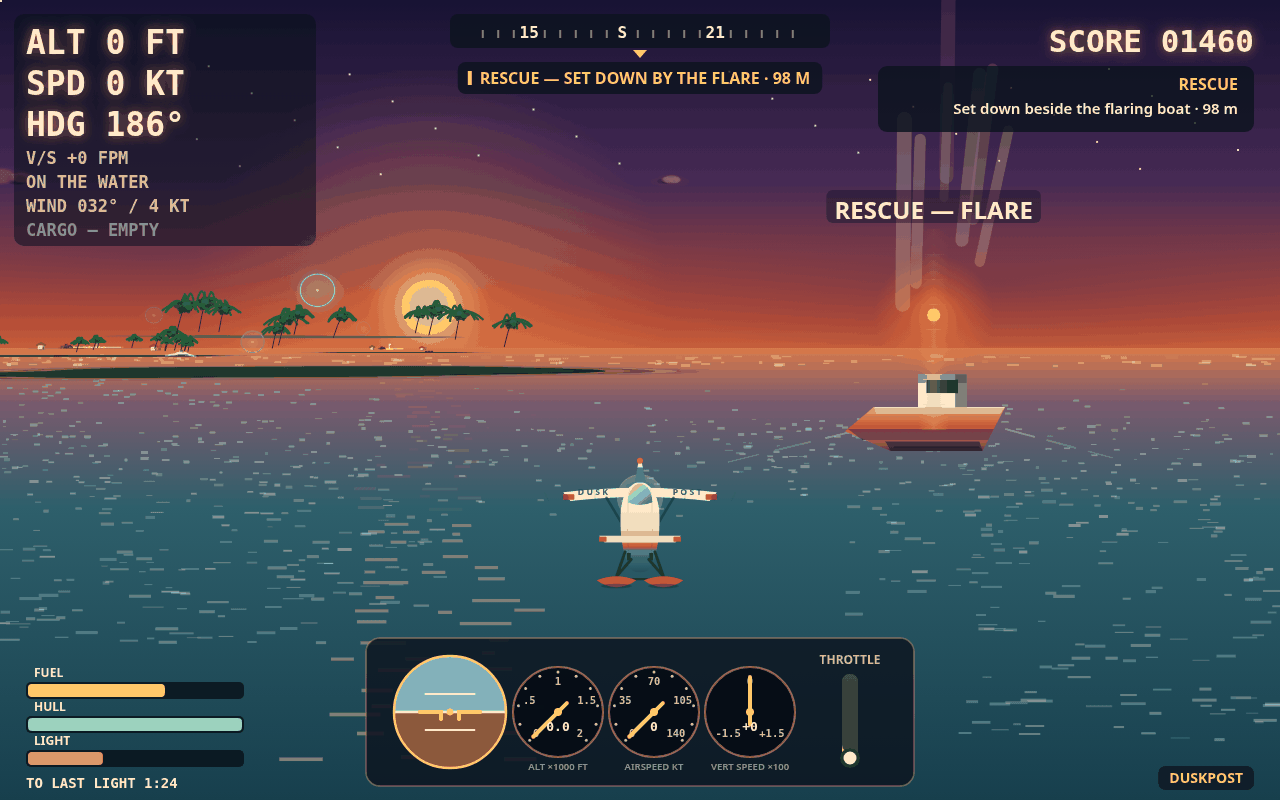 ALT 0 FT
SPD 0 KT
HDG 186°
V/S +0 FPM
ON THE WATER
WIND 032° / 4 KT
CARGO — EMPTY
15 S 21
RESCUE — SET DOWN BY THE FLARE · 98 M
SCORE 01460
RESCUE
Set down beside the flaring boat · 98 m
RESCUE — FLARE
DUSK POST
FUEL
HULL
LIGHT
TO LAST LIGHT 1:24
0 .5 1 1.5 2
0.0
ALT ×1000 FT
0 35 70 105 140
0
AIRSPEED KT
0 -1.5 +1.5
+0
VERT SPEED ×100
THROTTLE
DUSKPOST